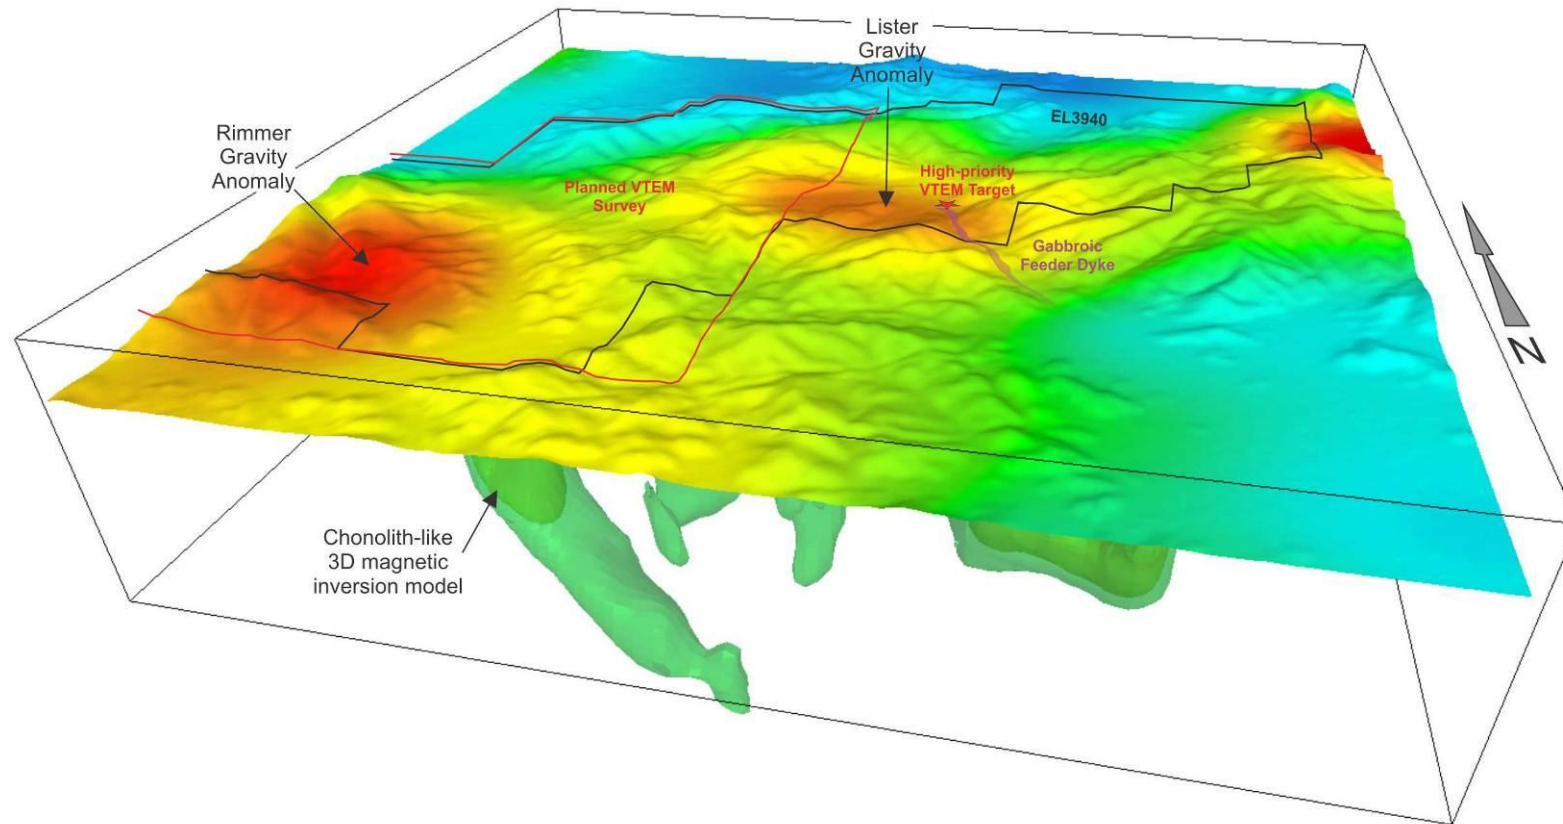 Lister
Gravity
Anomaly
EL3940
Rimmer
Gravity
Anomaly
High-priority
VTEM Target
Planned VTEM
Survey
Gabbroic
Feeder Dyke
N
Chonolith-like
3D magnetic
inversion model